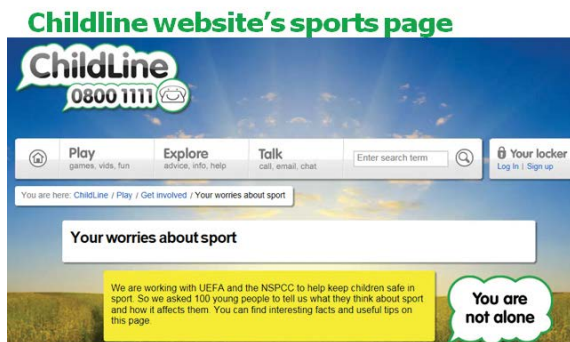 Childline website's sports page
ChildLine
0800 1111
Play
games, vids, fun
Explore
advice, info, help
Talk
call, email, chat
Enter search term
Your locker
Log In | Sign up
You are here: ChildLine / Play / Get involved / Your worries about sport
Your worries about sport
We are working with UEFA and the NSPCC to help keep children safe in
sport. So we asked 100 young people to tell us what they think about sport
and how it affects them. You can find interesting facts and useful tips on
this page.
You are
not alone